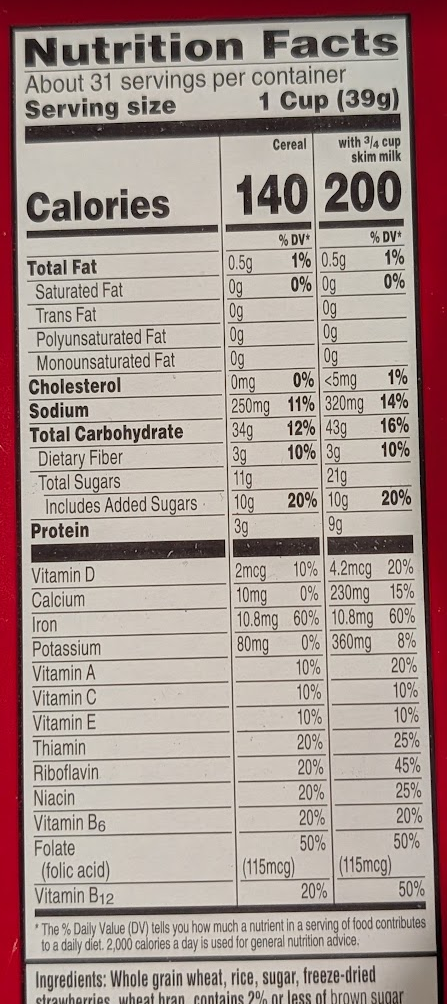 Nutrition Facts
About 31 servings per container
Serving size 1 Cup (39g)
Cereal with 3/4 cup
skim milk
Calories 140 200
% DV* % DV*
Total Fat 0.5g 1% 0.5g 1%
Saturated Fat 0g 0% 0g 0%
Trans Fat 0g 0g
Polyunsaturated Fat 0g 0g
Monounsaturated Fat 0g 0g
Cholesterol 0mg 0% <5mg 1%
Sodium 250mg 11% 320mg 14%
Total Carbohydrate 34g 12% 43g 16%
Dietary Fiber 3g 10% 3g 10%
Total Sugars 11g 21g
Includes Added Sugars 10g 20% 10g 20%
Protein 3g 9g
Vitamin D 2mcg 10% 4.2mcg 20%
Calcium 10mg 0% 230mg 15%
Iron 10.8mg 60% 10.8mg 60%
Potassium 80mg 0% 360mg 8%
Vitamin A 10% 20%
Vitamin C 10% 10%
Vitamin E 10% 10%
Thiamin 20% 25%
Riboflavin 20% 45%
Niacin 20% 25%
Vitamin B6 20% 20%
Folate 50% 50%
(folic acid) (115mcg) (115mcg)
Vitamin B12 20% 50%
* The % Daily Value (DV) tells you how much a nutrient in a serving of food contributes
to a daily diet. 2,000 calories a day is used for general nutrition advice.
Ingredients: Whole grain wheat, rice, sugar, freeze-dried
strawberries, wheat bran, contains 2% or less of brown sugar